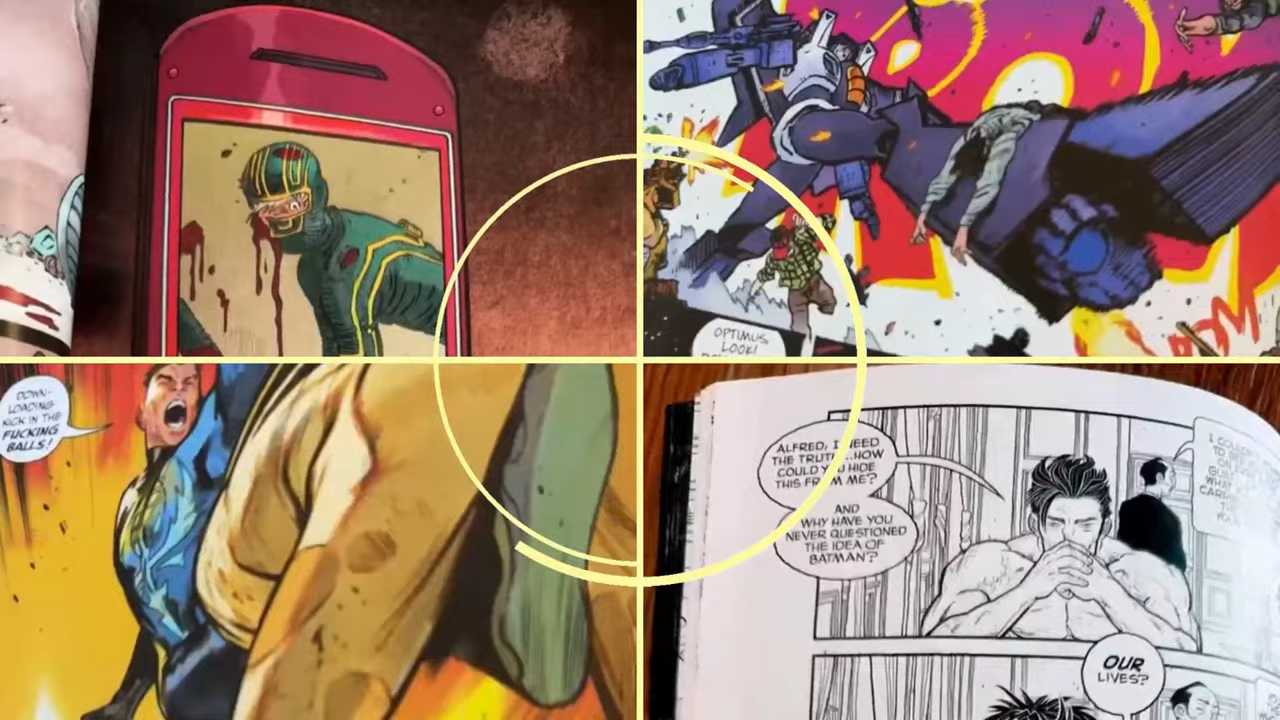 OPTIMUS,
LOOK!
DOWN-
LOADING
KICK IN THE
FUCKING
BALLS!
ALFRED, I NEED
THE TRUTH...HOW
COULD YOU HIDE
THIS FROM ME?
AND
WHY HAVE YOU
NEVER QUESTIONED
THE IDEA OF
BATMAN?
OUR
LIVES?